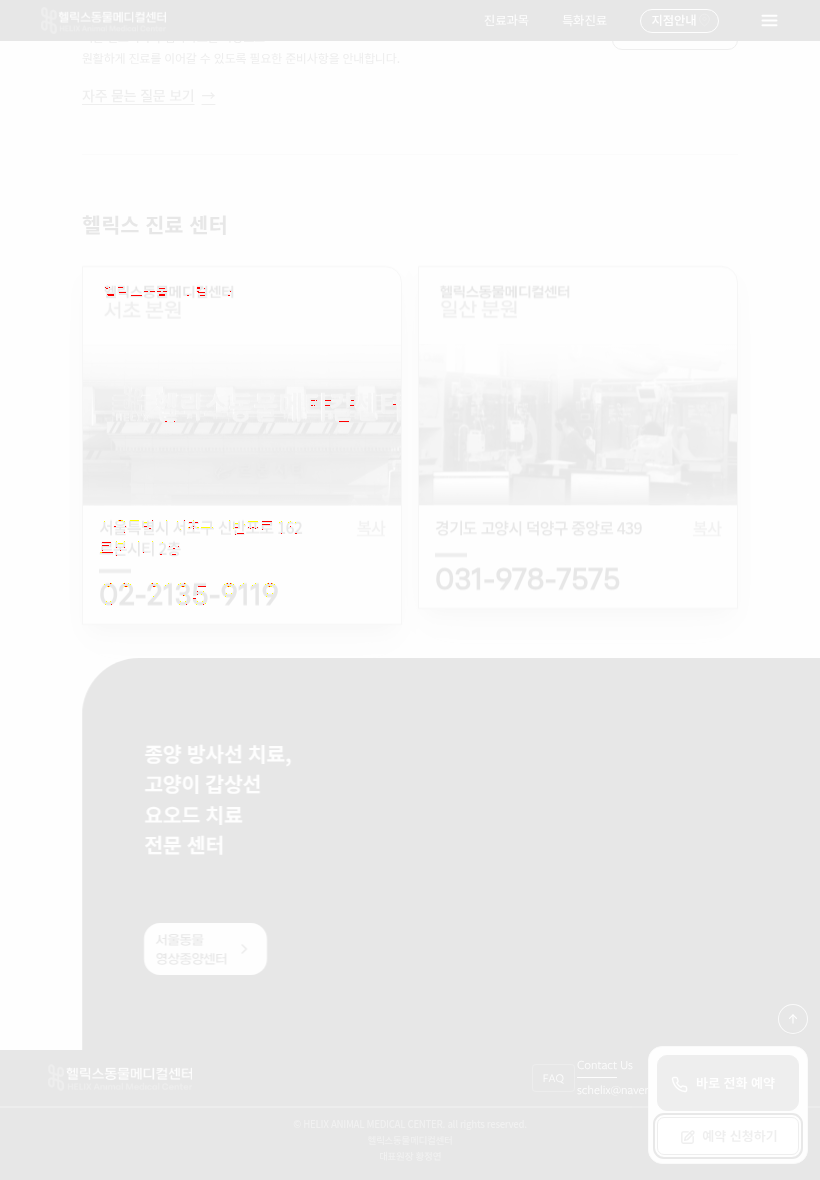 헬릭스동물메디컬센터
진료과목
특화진료
지점안내
원활하게 진료를 이어갈 수 있도록 필요한 준비사항을 안내합니다.
자주 묻는 질문 보기 →
헬릭스 진료 센터
헬릭스동물메디컬센터
서초 본원
서울특별시 서초구 신반포로 162
복사
02-2135-9119
헬릭스동물메디컬센터
일산 분원
경기도 고양시 덕양구 중앙로 439
복사
031-978-7575
종양 방사선 치료,
고양이 갑상선
요오드 치료
전문 센터
서울동물
영상종양센터
헬릭스동물메디컬센터
HELIX Animal Medical Center
FAQ
Contact Us
바로 전화 예약
예약 신청하기
© HELIX ANIMAL MEDICAL CENTER. all rights reserved.
헬릭스동물메디컬센터